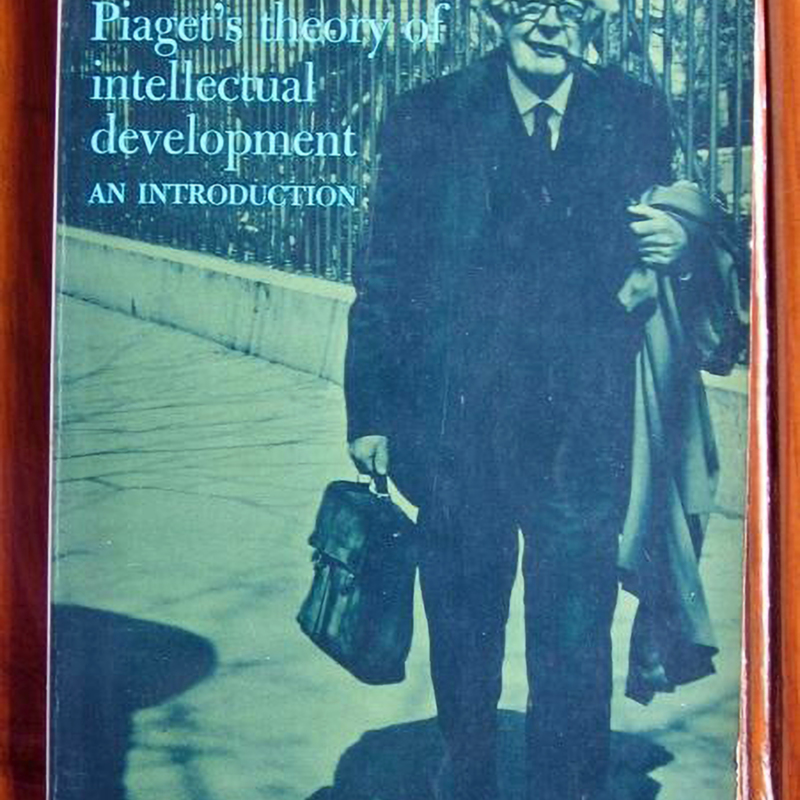 Piaget's theory of
intellectual
development
AN INTRODUCTION